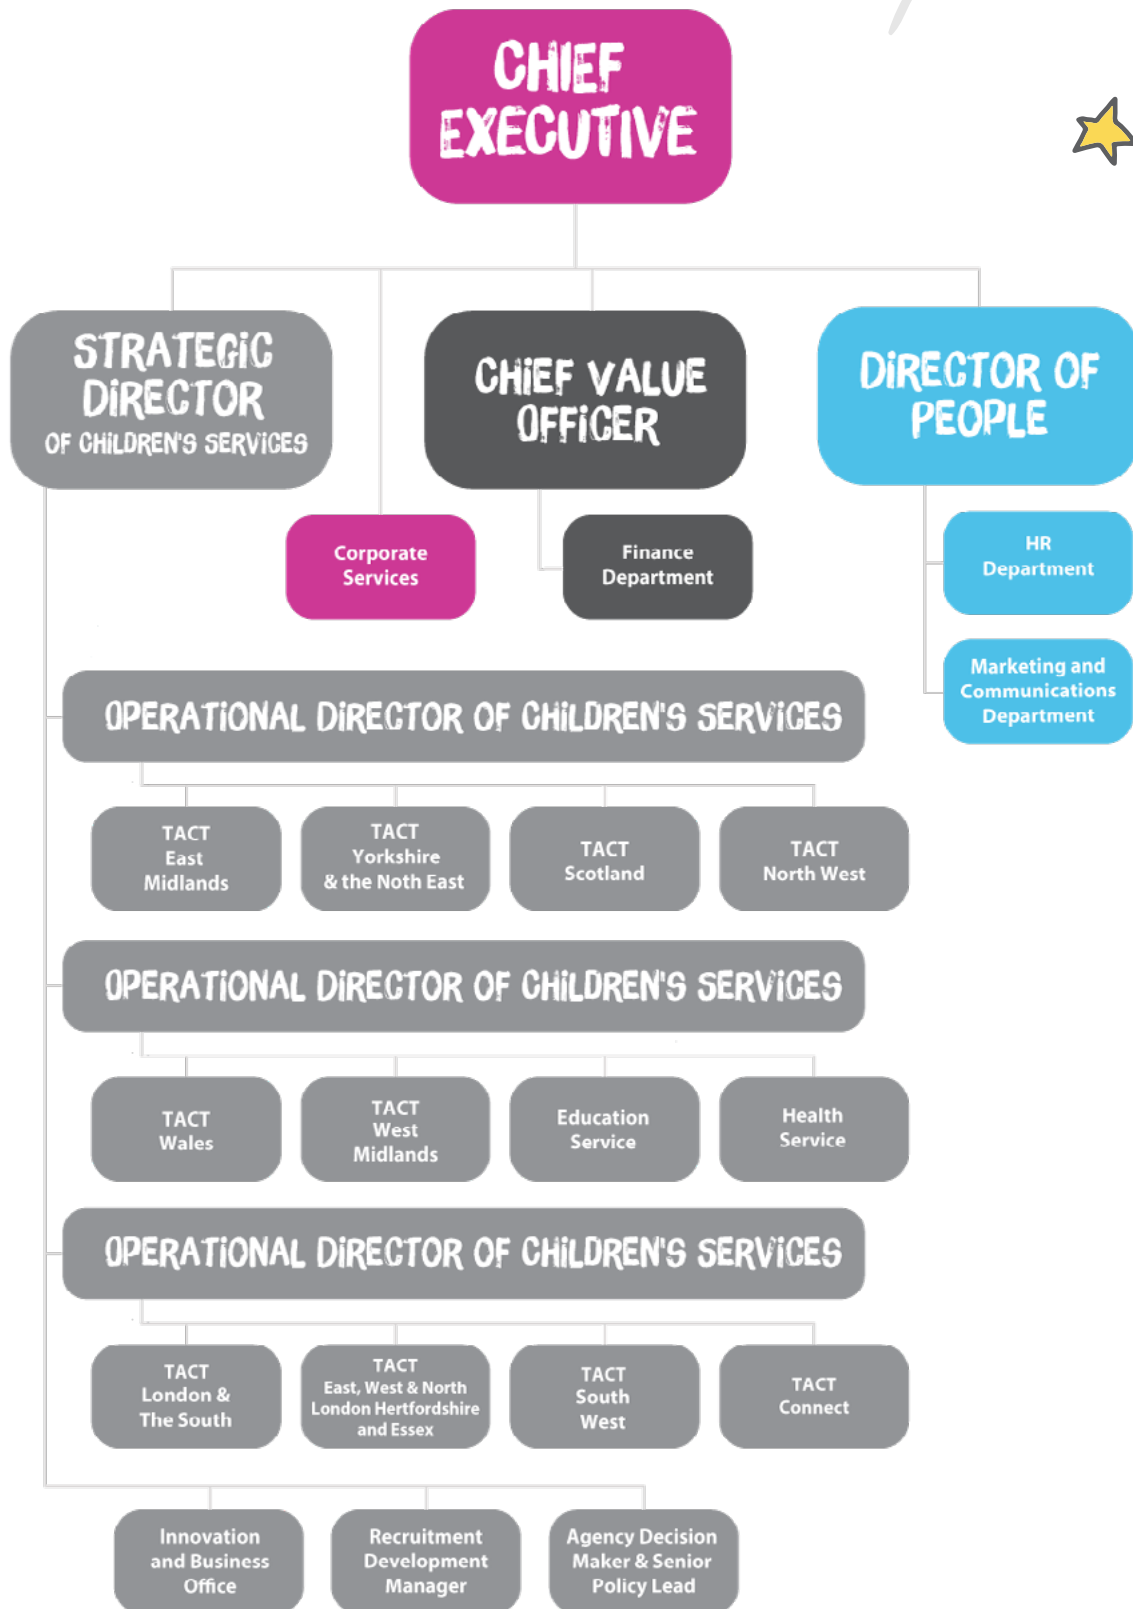 CHIEF
EXECUTIVE
STRATEGIC
DIRECTOR
OF CHILDREN'S SERVICES
CHIEF VALUE
OFFICER
DIRECTOR OF
PEOPLE
Corporate
Services
Finance
Department
HR
Department
Marketing and
Communications
Department
OPERATIONAL DIRECTOR OF CHILDREN'S SERVICES
TACT
East
Midlands
TACT
Yorkshire
& the Noth East
TACT
Scotland
TACT
North West
OPERATIONAL DIRECTOR OF CHILDREN'S SERVICES
TACT
Wales
TACT
West
Midlands
Education
Service
Health
Service
OPERATIONAL DIRECTOR OF CHILDREN'S SERVICES
TACT
London &
The South
TACT
East, West & North
London Hertfordshire
and Essex
TACT
South
West
TACT
Connect
Innovation
and Business
Office
Recruitment
Development
Manager
Agency Decision
Maker & Senior
Policy Lead